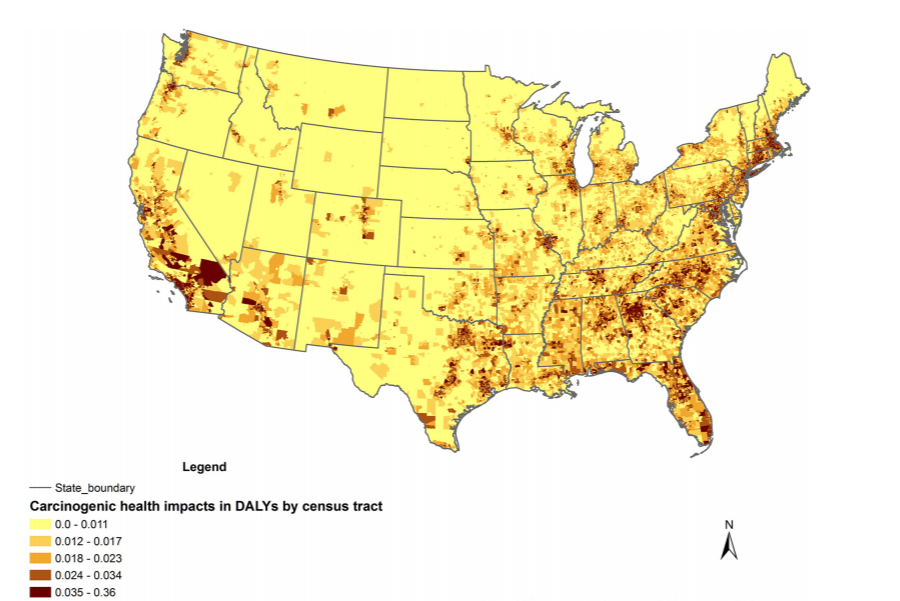 Legend
State_boundary
Carcinogenic health impacts in DALYs by census tract
0.0 - 0.011
0.012 - 0.017
0.018 - 0.023
0.024 - 0.034
0.035 - 0.36
N